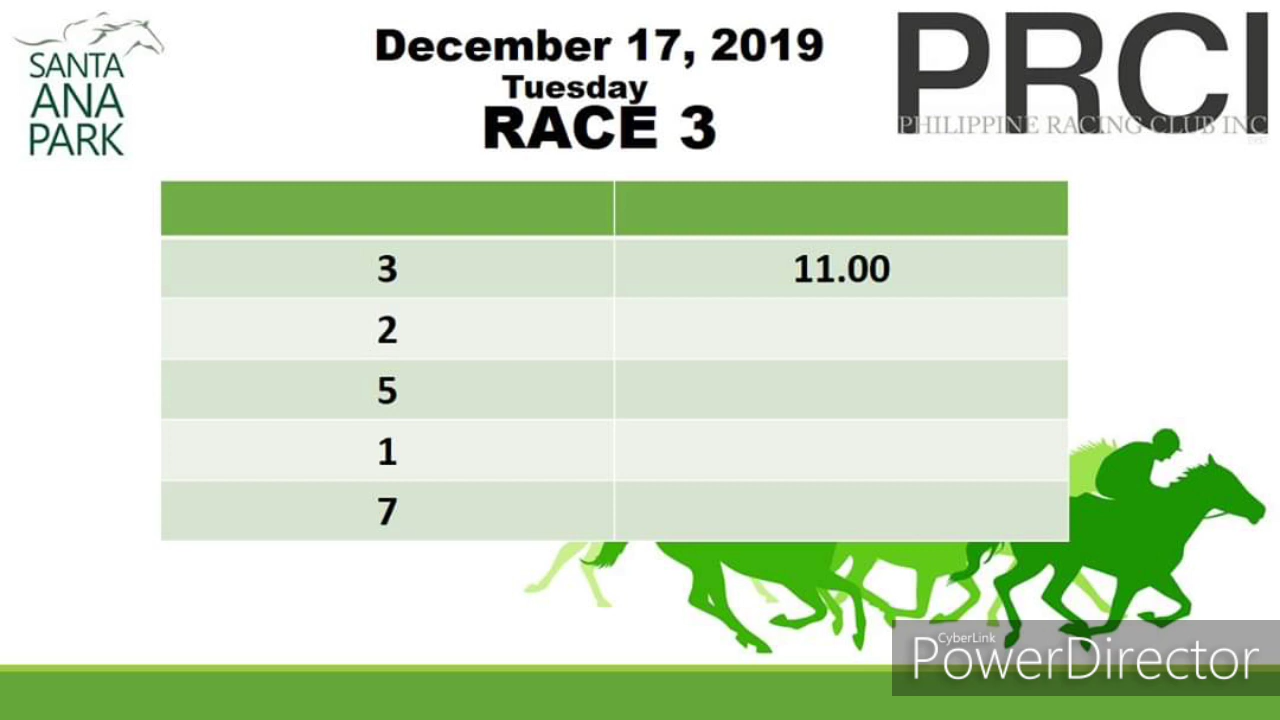 SANTA
ANA
PARK
December 17, 2019
Tuesday
RACE 3
PRCI
PHILIPPINE RACING CLUB INC
3 11.00
2
5
1
7
CyberLink
PowerDirector